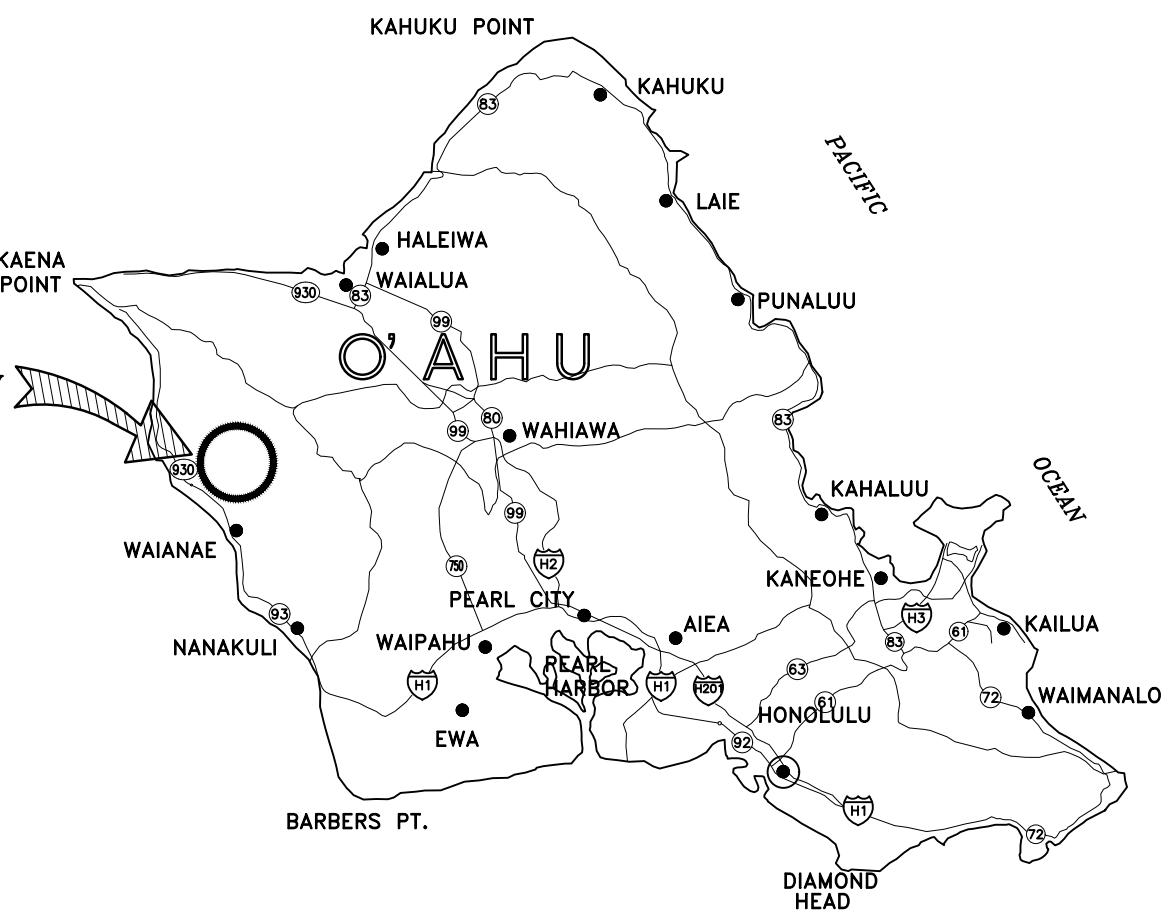 KAHUKU POINT
KAHUKU
83
PACIFIC
LAIE
HALEIWA
KAENA
POINT
WAIALUA
930
83
PUNALUU
99
O'AHU
80
83
99
WAHIAWA
930
OCEAN
KAHALUU
99
WAIANAE
H2
750
KANEOHE
PEARL CITY
93
H3
AIEA
KAILUA
61
83
NANAKULI
WAIPAHU
PEARL
HARBOR
63
H1
H1
H201
72
WAIMANALO
61
HONOLULU
EWA
92
H1
BARBERS PT.
72
DIAMOND
HEAD